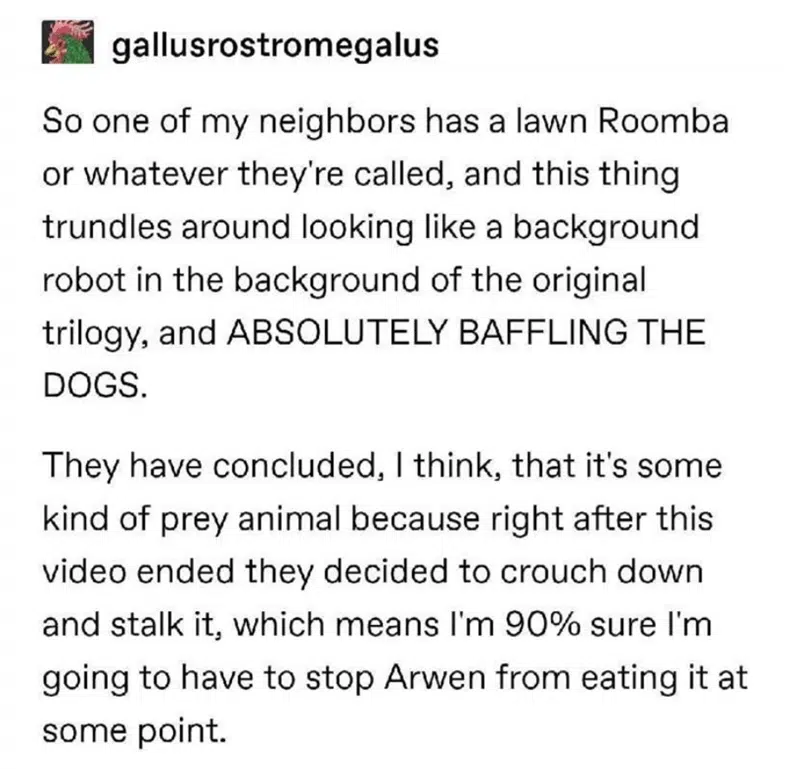 gallusrostromegalus
So one of my neighbors has a lawn Roomba
or whatever they're called, and this thing
trundles around looking like a background
robot in the background of the original
trilogy, and ABSOLUTELY BAFFLING THE
DOGS.
They have concluded, I think, that it's some
kind of prey animal because right after this
video ended they decided to crouch down
and stalk it, which means I'm 90% sure I'm
going to have to stop Arwen from eating it at
some point.